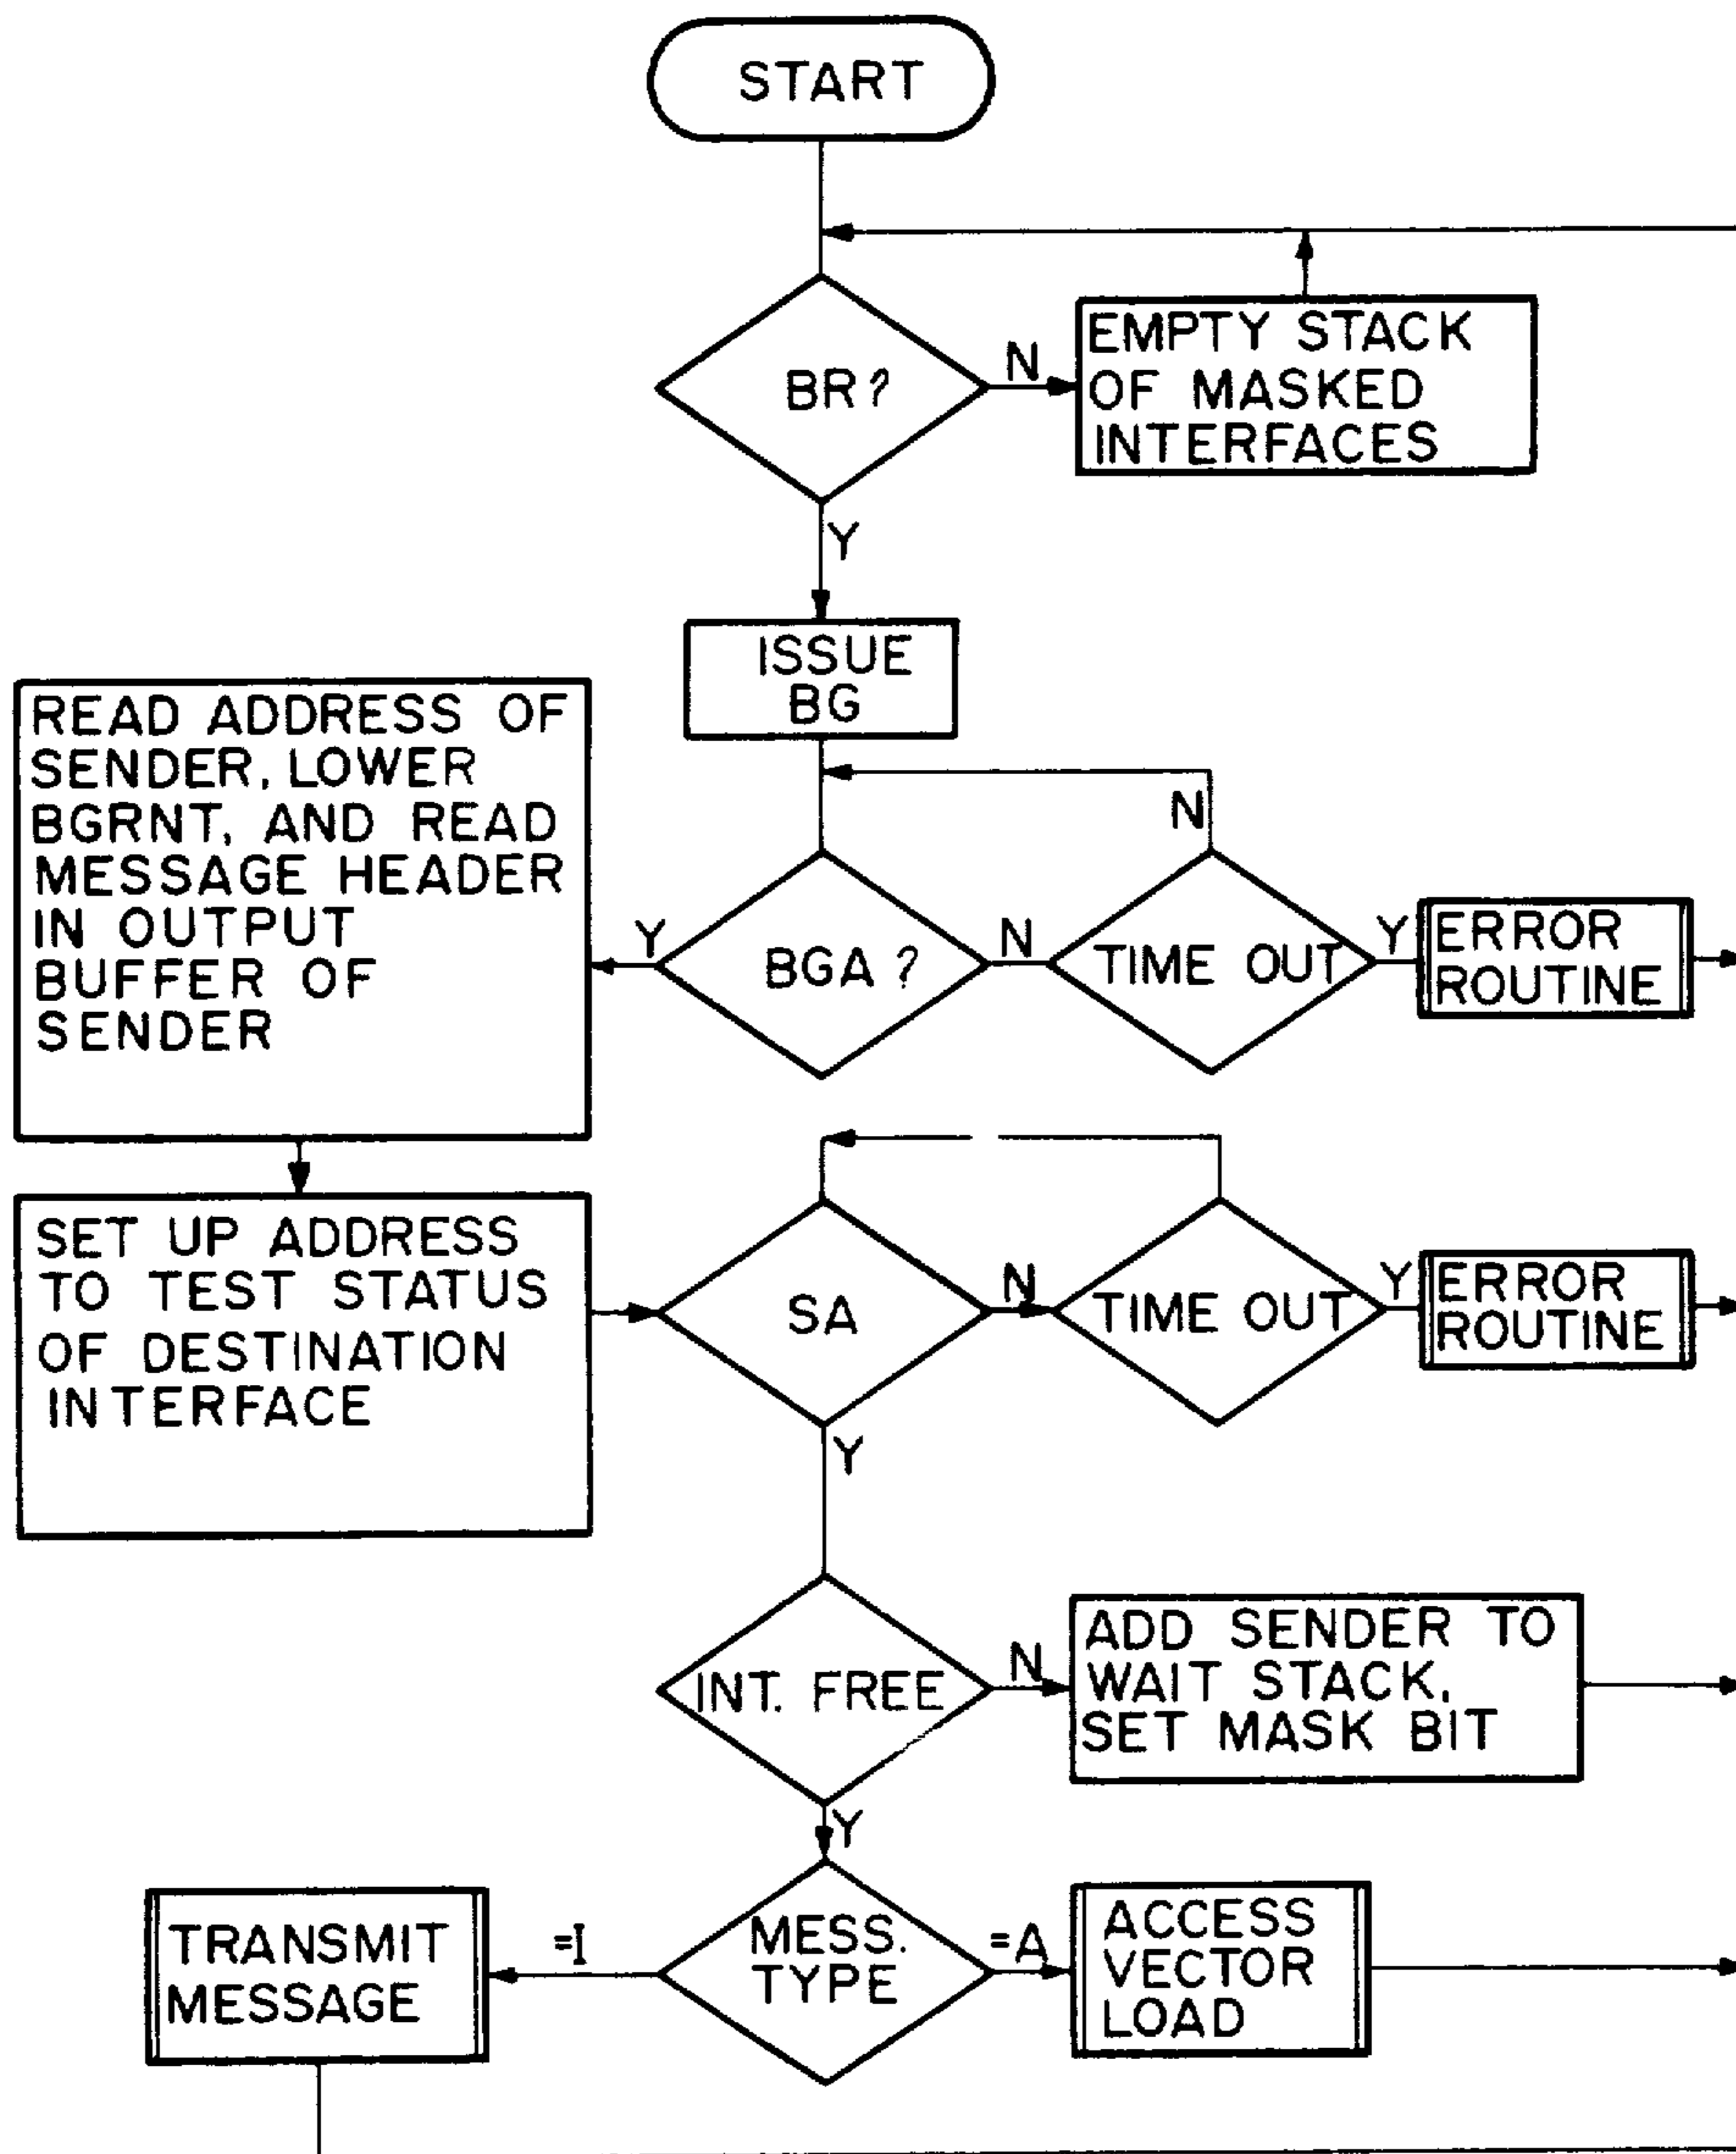 START
BR?
N
EMPTY STACK
OF MASKED
INTERFACES
Y
ISSUE
BG
READ ADDRESS OF
SENDER, LOWER
BGRNT, AND READ
MESSAGE HEADER
IN OUTPUT
BUFFER OF
SENDER
Y
BGA?
N
TIME OUT
N
Y
ERROR
ROUTINE
SET UP ADDRESS
TO TEST STATUS
OF DESTINATION
INTERFACE
SA
N
TIME OUT
Y
ERROR
ROUTINE
Y
INT. FREE
N
ADD SENDER TO
WAIT STACK,
SET MASK BIT
Y
MESS.
TYPE
=I
TRANSMIT
MESSAGE
=A
ACCESS
VECTOR
LOAD